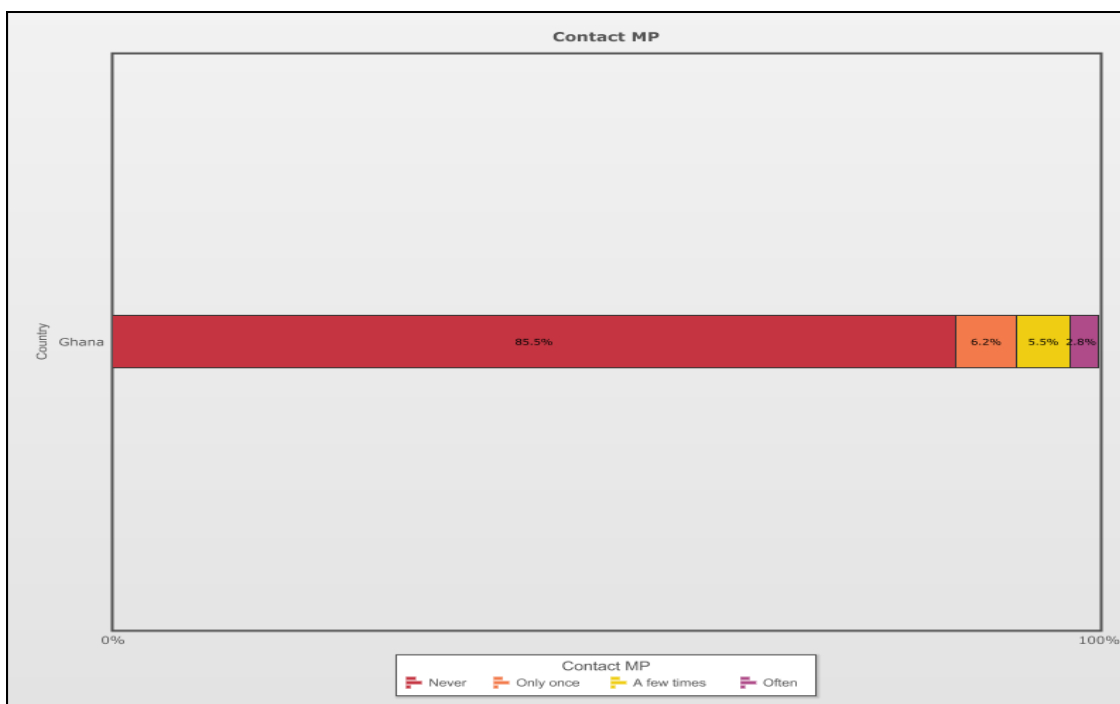 Contact MP
Country
Ghana
85.5% 6.2% 5.5% 2.8%
0% 100%
Contact MP
Never Only once A few times Often